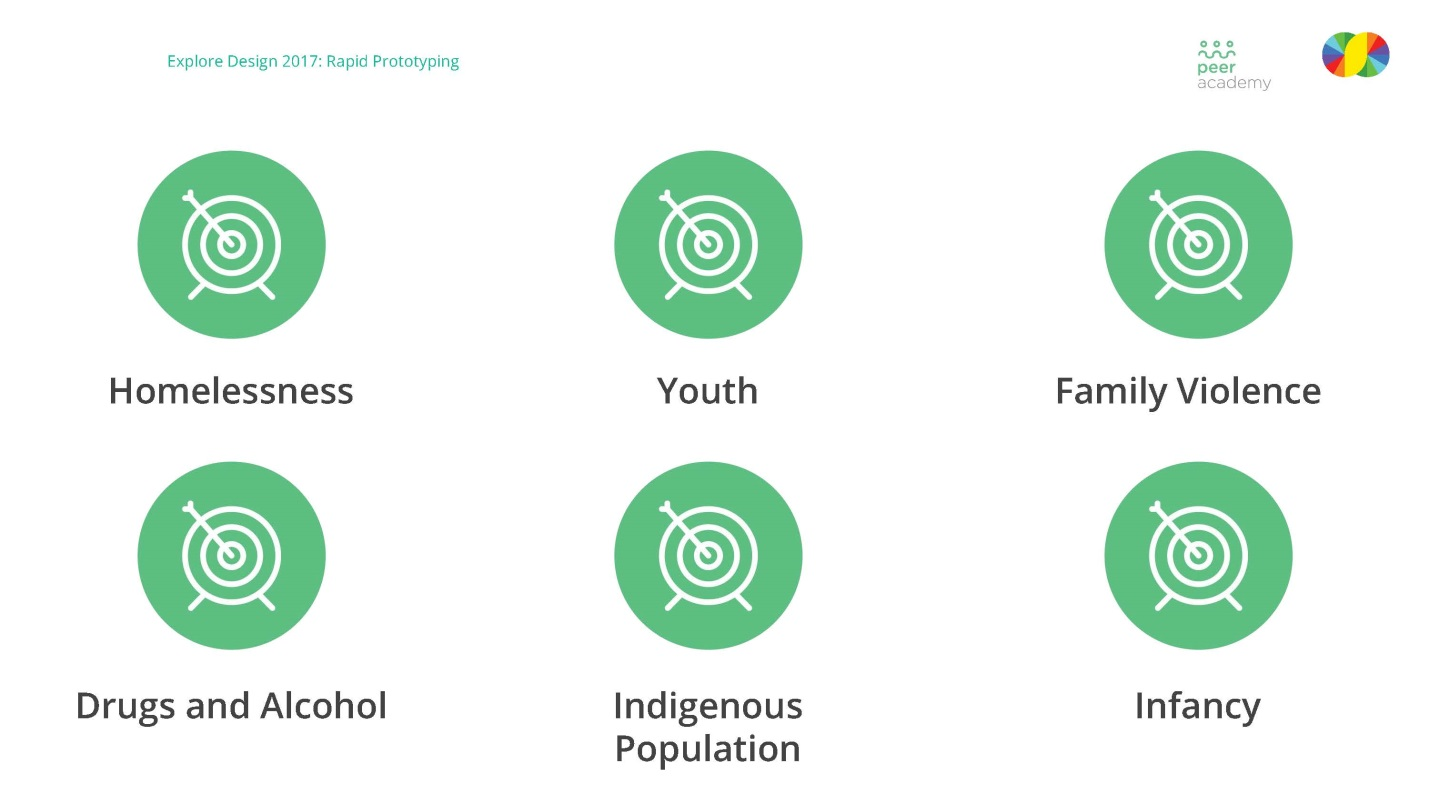 Explore Design 2017: Rapid Prototyping
peer
academy
Homelessness
Youth
Family Violence
Drugs and Alcohol
Indigenous
Population
Infancy